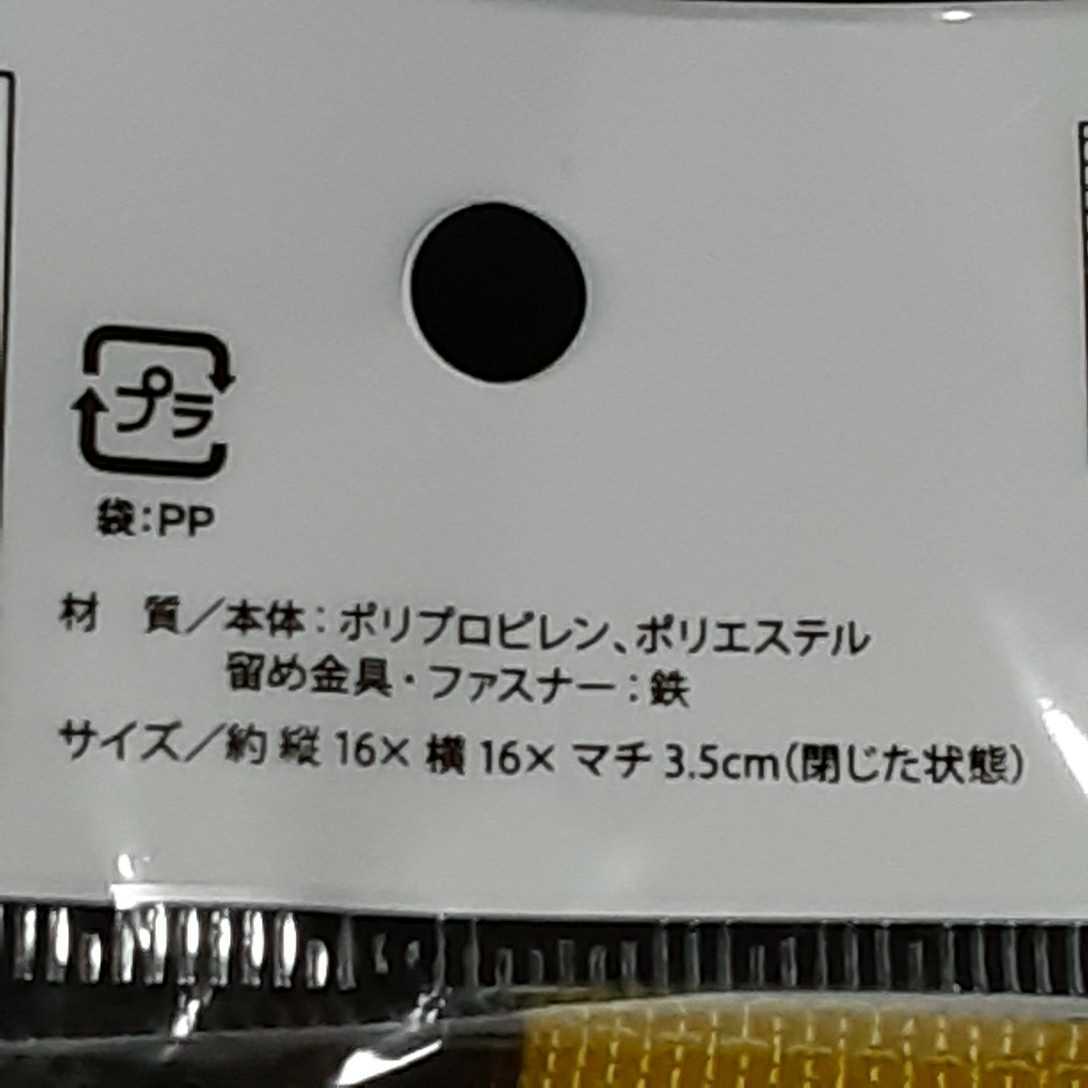 プラ
袋:PP
材　質／本体：ポリプロピレン、ポリエステル
留め金具・ファスナー：鉄
サイズ／約 縦 16× 横 16× マチ 3.5cm(閉じた状態)